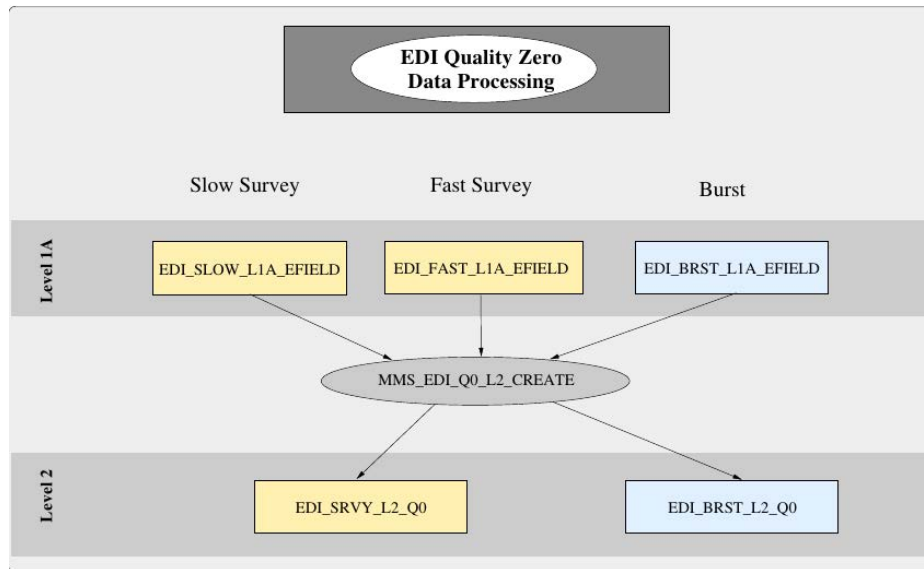 EDI Quality Zero
Data Processing
Slow Survey
Fast Survey
Burst
Level 1A
EDI_SLOW_L1A_EFIELD
EDI_FAST_L1A_EFIELD
EDI_BRST_L1A_EFIELD
MMS_EDI_Q0_L2_CREATE
Level 2
EDI_SRVY_L2_Q0
EDI_BRST_L2_Q0